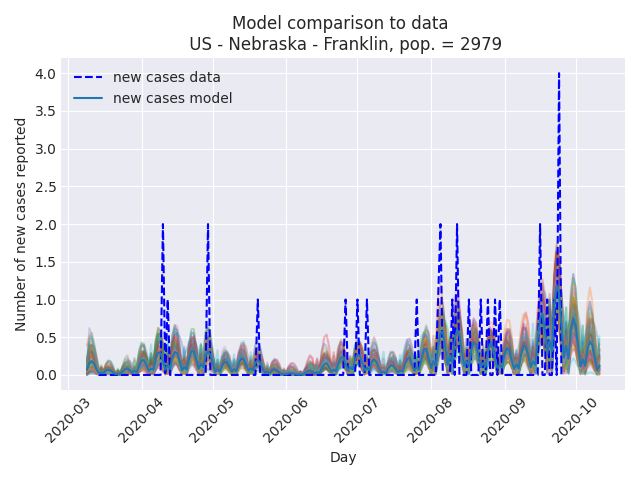 Model comparison to data
US - Nebraska - Franklin, pop. = 2979
new cases data
new cases model
Number of new cases reported
4.0
3.5
3.0
2.5
2.0
1.5
1.0
0.5
0.0
2020-03
2020-04
2020-05
2020-06
2020-07
2020-08
2020-09
2020-10
Day